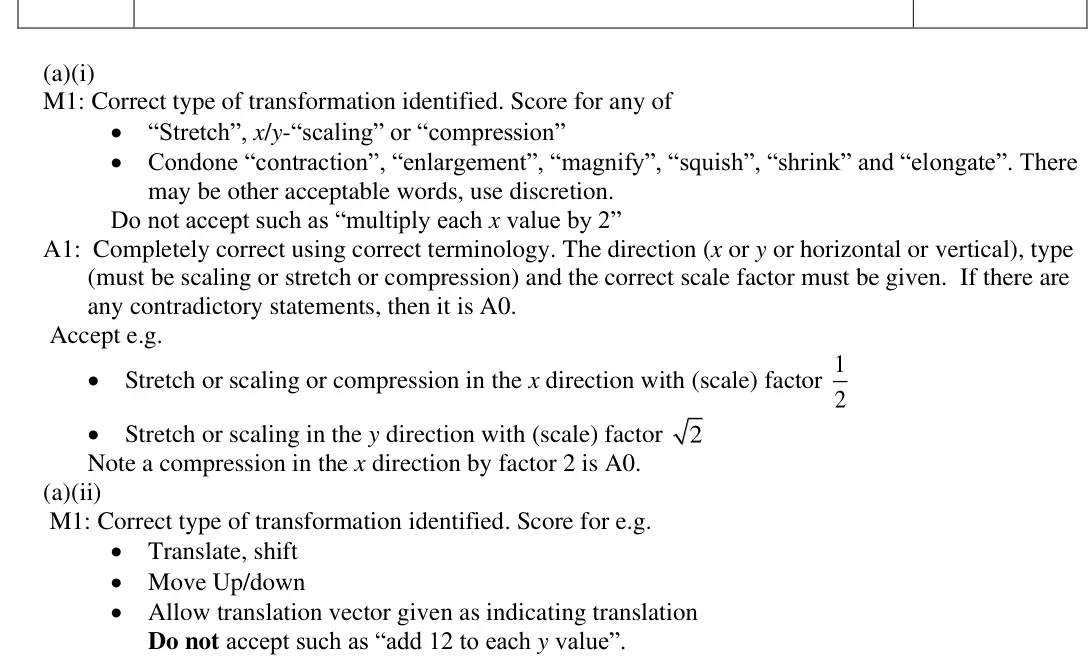 (a)(i)
M1: Correct type of transformation identified. Score for any of
• “Stretch”, x/y-“scaling” or “compression”
• Condone “contraction”, “enlargement”, “magnify”, “squish”, “shrink” and “elongate”. There
may be other acceptable words, use discretion.
Do not accept such as “multiply each x value by 2”
A1: Completely correct using correct terminology. The direction (x or y or horizontal or vertical), type
(must be scaling or stretch or compression) and the correct scale factor must be given. If there are
any contradictory statements, then it is A0.
Accept e.g.
• Stretch or scaling or compression in the x direction with (scale) factor 1/2
• Stretch or scaling in the y direction with (scale) factor √2
Note a compression in the x direction by factor 2 is A0.
(a)(ii)
M1: Correct type of transformation identified. Score for e.g.
• Translate, shift
• Move Up/down
• Allow translation vector given as indicating translation
Do not accept such as “add 12 to each y value”.